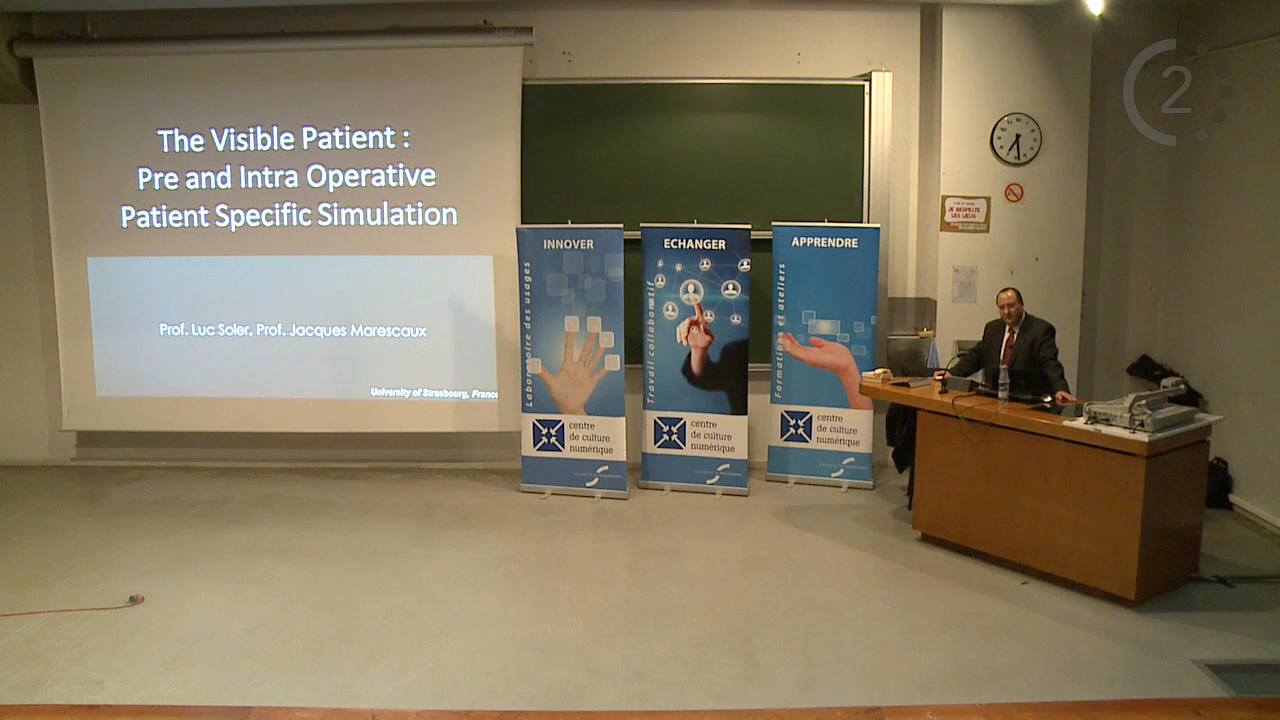 The Visible Patient :
Pre and Intra Operative
Patient Specific Simulation
Prof. Luc Soler, Prof. Jacques Marescaux
University of Strasbourg, France
INNOVER
Laboratoire des usages
centre
de culture
numérique
ECHANGER
Travail collaboratif
centre
de culture
numérique
APPRENDRE
Formations et ateliers
centre
de culture
numérique
JE RESPECTE
LES LIEUX
2